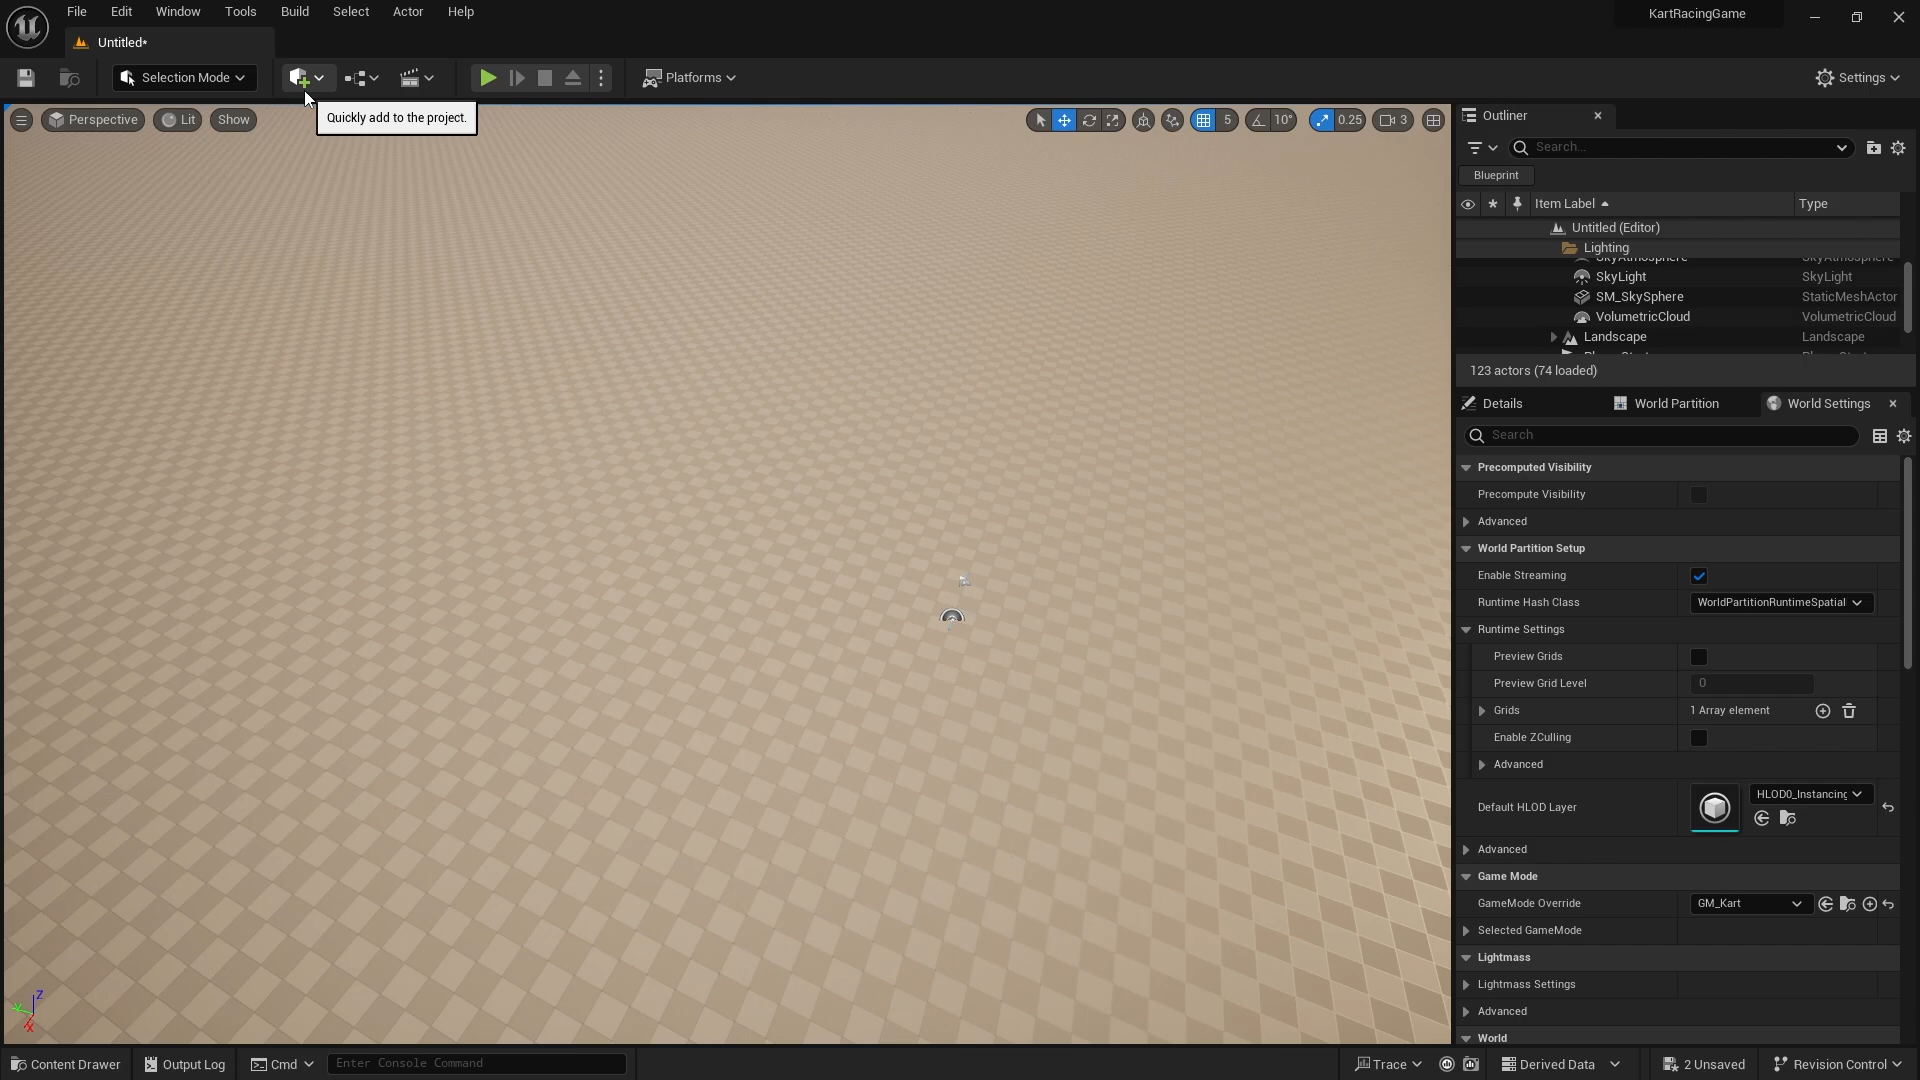 File Edit Window Tools Build Select Actor Help
KartRacingGame
Untitled*
Selection Mode
Platforms
Settings
Quickly add to the project.
Perspective
Lit
Show
5
10°
0.25
3
Outliner
Search...
Blueprint
Item Label
Type
Untitled (Editor)
Lighting
SkyAtmosphere SkyAtmosphere
SkyLight SkyLight
SM_SkySphere StaticMeshActor
VolumetricCloud VolumetricCloud
Landscape Landscape
123 actors (74 loaded)
Details
World Partition
World Settings
Search
Precomputed Visibility
Precompute Visibility
Advanced
World Partition Setup
Enable Streaming
Runtime Hash Class WorldPartitionRuntimeSpatial
Runtime Settings
Preview Grids
Preview Grid Level 0
Grids 1 Array element
Enable ZCulling
Advanced
Default HLOD Layer HLOD0_Instancing
Advanced
Game Mode
GameMode Override GM_Kart
Selected GameMode
Lightmass
Lightmass Settings
Advanced
World
Z
Y
X
Content Drawer
Output Log
Cmd
Enter Console Command
Trace
Derived Data
2 Unsaved
Revision Control